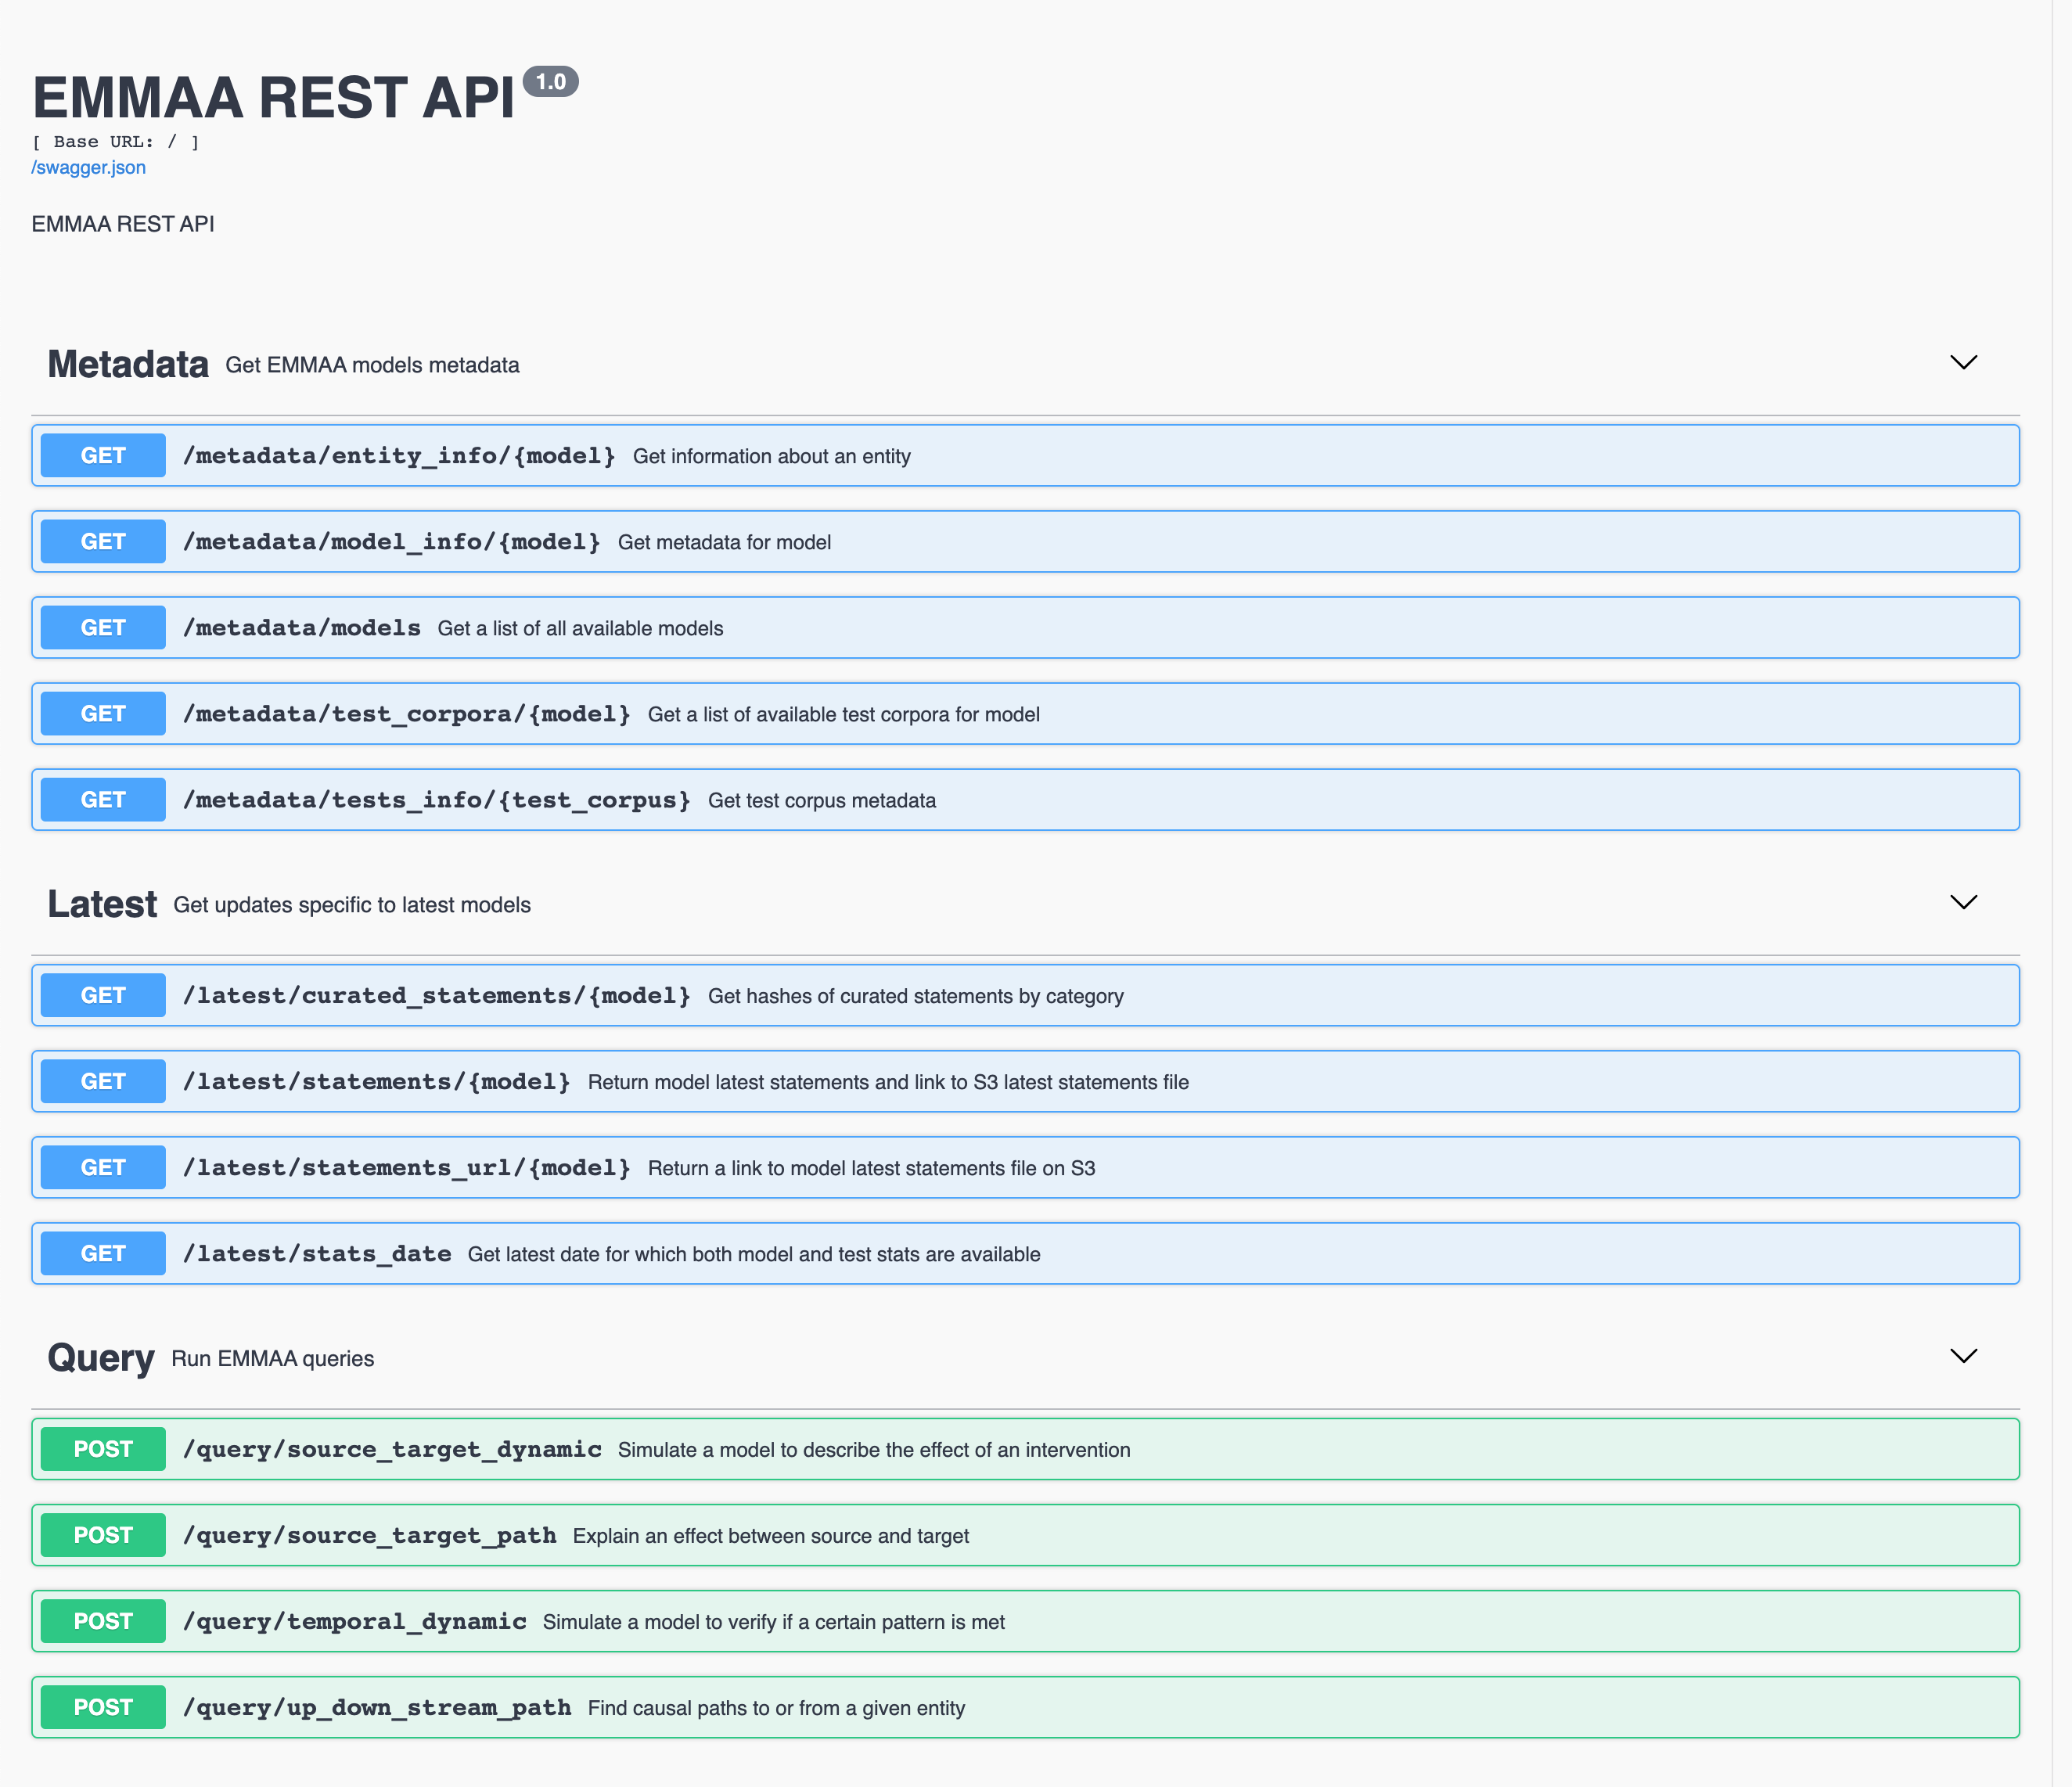 EMMAA REST API 1.0
[ Base URL: / ]
/swagger.json
EMMAA REST API
Metadata Get EMMAA models metadata
GET /metadata/entity_info/{model} Get information about an entity
GET /metadata/model_info/{model} Get metadata for model
GET /metadata/models Get a list of all available models
GET /metadata/test_corpora/{model} Get a list of available test corpora for model
GET /metadata/tests_info/{test_corpus} Get test corpus metadata
Latest Get updates specific to latest models
GET /latest/curated_statements/{model} Get hashes of curated statements by category
GET /latest/statements/{model} Return model latest statements and link to S3 latest statements file
GET /latest/statements_url/{model} Return a link to model latest statements file on S3
GET /latest/stats_date Get latest date for which both model and test stats are available
Query Run EMMAA queries
POST /query/source_target_dynamic Simulate a model to describe the effect of an intervention
POST /query/source_target_path Explain an effect between source and target
POST /query/temporal_dynamic Simulate a model to verify if a certain pattern is met
POST /query/up_down_stream_path Find causal paths to or from a given entity